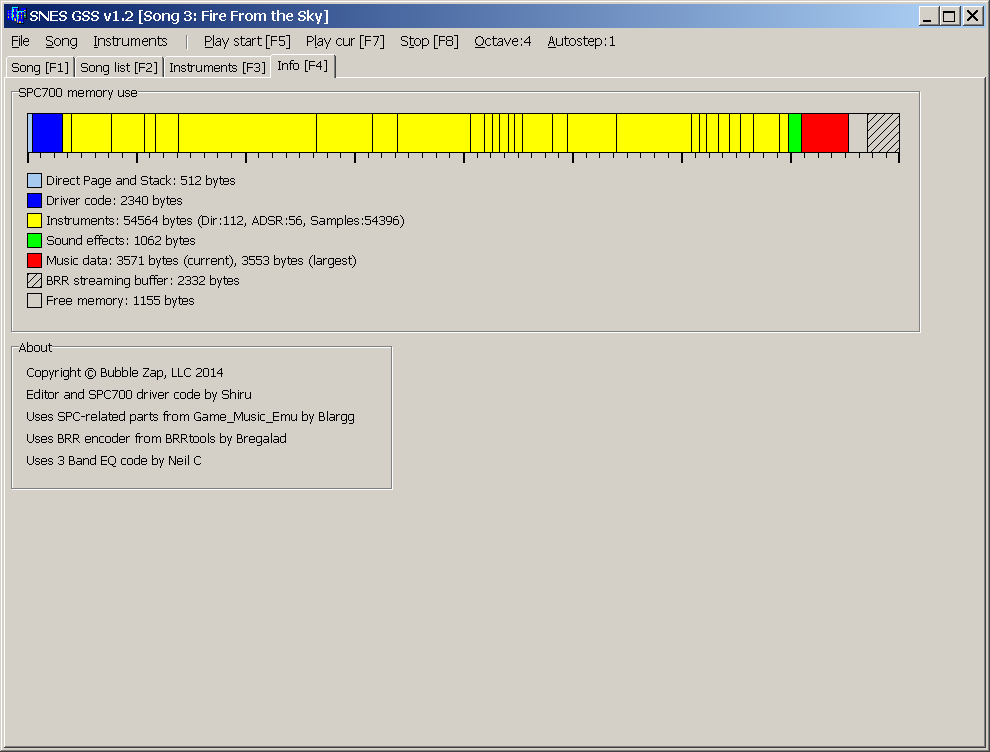 SNES GSS v1.2 [Song 3: Fire From the Sky]
File Song Instruments | Play start [F5] Play cur [F7] Stop [F8] Octave:4 Autostep:1
Song [F1] Song list [F2] Instruments [F3] Info [F4]
SPC700 memory use
Direct Page and Stack: 512 bytes
Driver code: 2340 bytes
Instruments: 54564 bytes (Dir:112, ADSR:56, Samples:54396)
Sound effects: 1062 bytes
Music data: 3571 bytes (current), 3553 bytes (largest)
BRR streaming buffer: 2332 bytes
Free memory: 1155 bytes
About
Copyright © Bubble Zap, LLC 2014
Editor and SPC700 driver code by Shiru
Uses SPC-related parts from Game_Music_Emu by Blargg
Uses BRR encoder from BRRtools by Bregalad
Uses 3 Band EQ code by Neil C